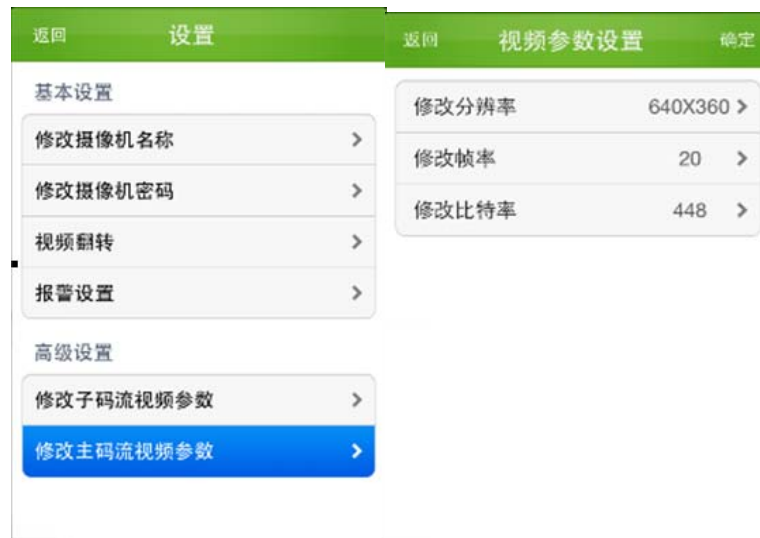 返回 设置
基本设置
修改摄像机名称
修改摄像机密码
视频翻转
报警设置
高级设置
修改子码流视频参数
修改主码流视频参数
返回 视频参数设置 确定
修改分辨率 640X360
修改帧率 20
修改比特率 448